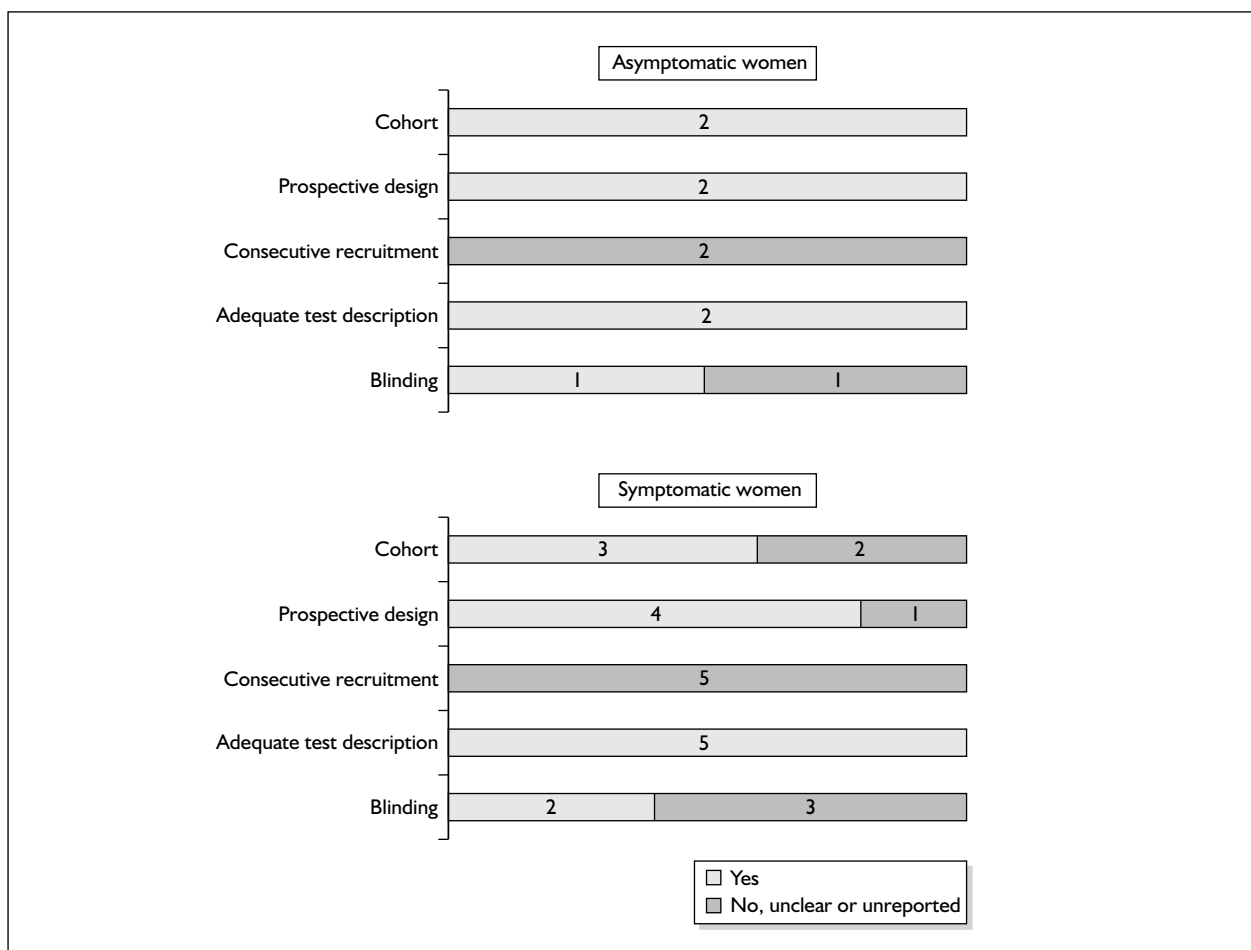 Asymptomatic women
Cohort
2
Prospective design
2
Consecutive recruitment
2
Adequate test description
2
Blinding
1 1
Symptomatic women
Cohort
3 2
Prospective design
4 1
Consecutive recruitment
5
Adequate test description
5
Blinding
2 3
Yes
No, unclear or unreported